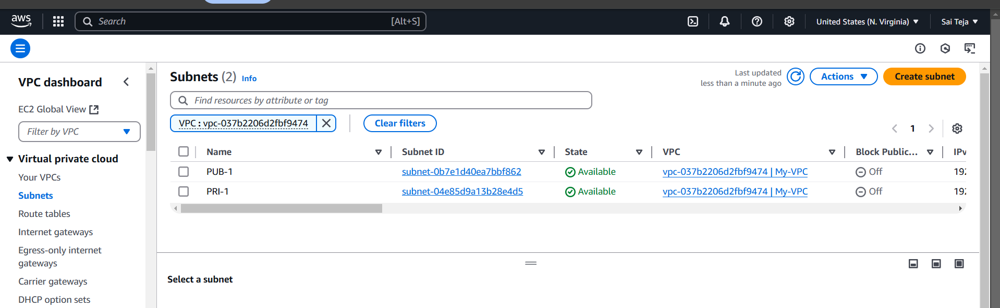 aws
Search [Alt+S]
United States (N. Virginia)
Sai Teja
VPC dashboard
EC2 Global View
Filter by VPC
Virtual private cloud
Your VPCs
Subnets
Route tables
Internet gateways
Egress-only internet
gateways
Carrier gateways
DHCP option sets
Subnets (2) Info
Last updated
less than a minute ago
Actions
Create subnet
Find resources by attribute or tag
VPC : vpc-037b2206d2fbf9474
Clear filters
1
Name Subnet ID State VPC Block Public... IPv
PUB-1 subnet-0b7e1d40ea7bbf862 Available vpc-037b2206d2fbf9474 | My-VPC Off 192
PRI-1 subnet-04e85d9a13b28e4d5 Available vpc-037b2206d2fbf9474 | My-VPC Off 192
Select a subnet